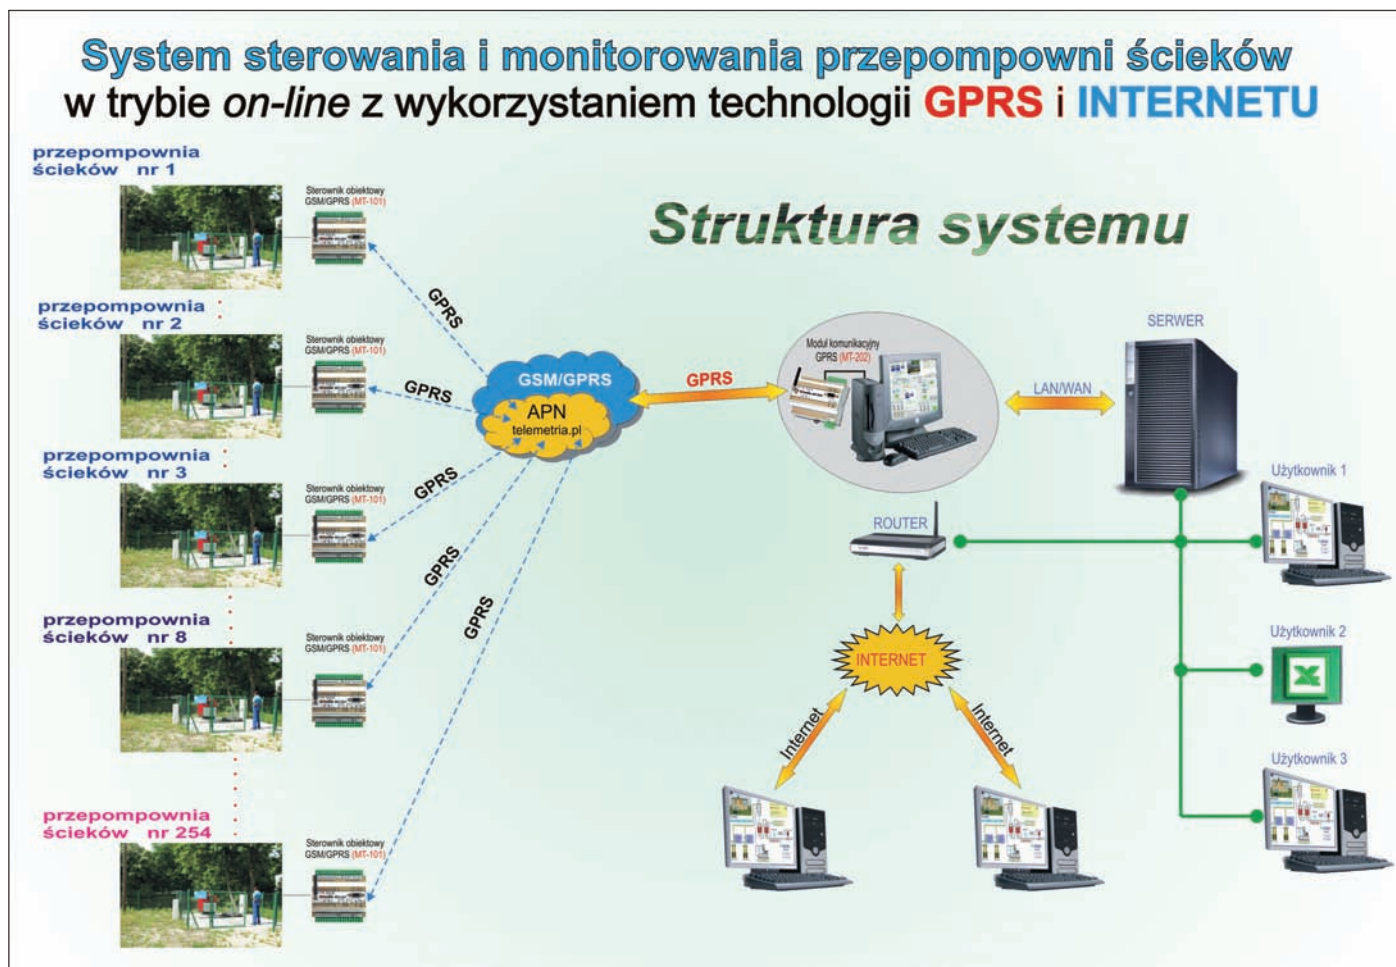 System sterowania i monitorowania przepompowni ścieków
w trybie on-line z wykorzystaniem technologii GPRS i INTERNETU
Struktura systemu
przepompownia
ścieków nr 1
Sterownik obiektowy
GSM/GPRS (MT-101)
GPRS
przepompownia
ścieków nr 2
Sterownik obiektowy
GSM/GPRS (MT-101)
GPRS
przepompownia
ścieków nr 3
Sterownik obiektowy
GSM/GPRS (MT-101)
GPRS
przepompownia
ścieków nr 8
Sterownik obiektowy
GSM/GPRS (MT-101)
GPRS
przepompownia
ścieków nr 254
Sterownik obiektowy
GSM/GPRS (MT-101)
GPRS
GSM/GPRS
APN
telemetria.pl
GPRS
Moduł komunikacyjny
GPRS (MT-202)
LAN/WAN
SERWER
ROUTER
INTERNET
Internet
Internet
Użytkownik 1
Użytkownik 2
Użytkownik 3